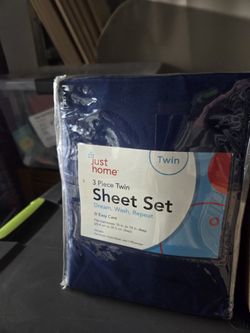 just
home
Twin
3 Piece Twin
Sheet Set
Dream, Wash, Repeat
Easy Care